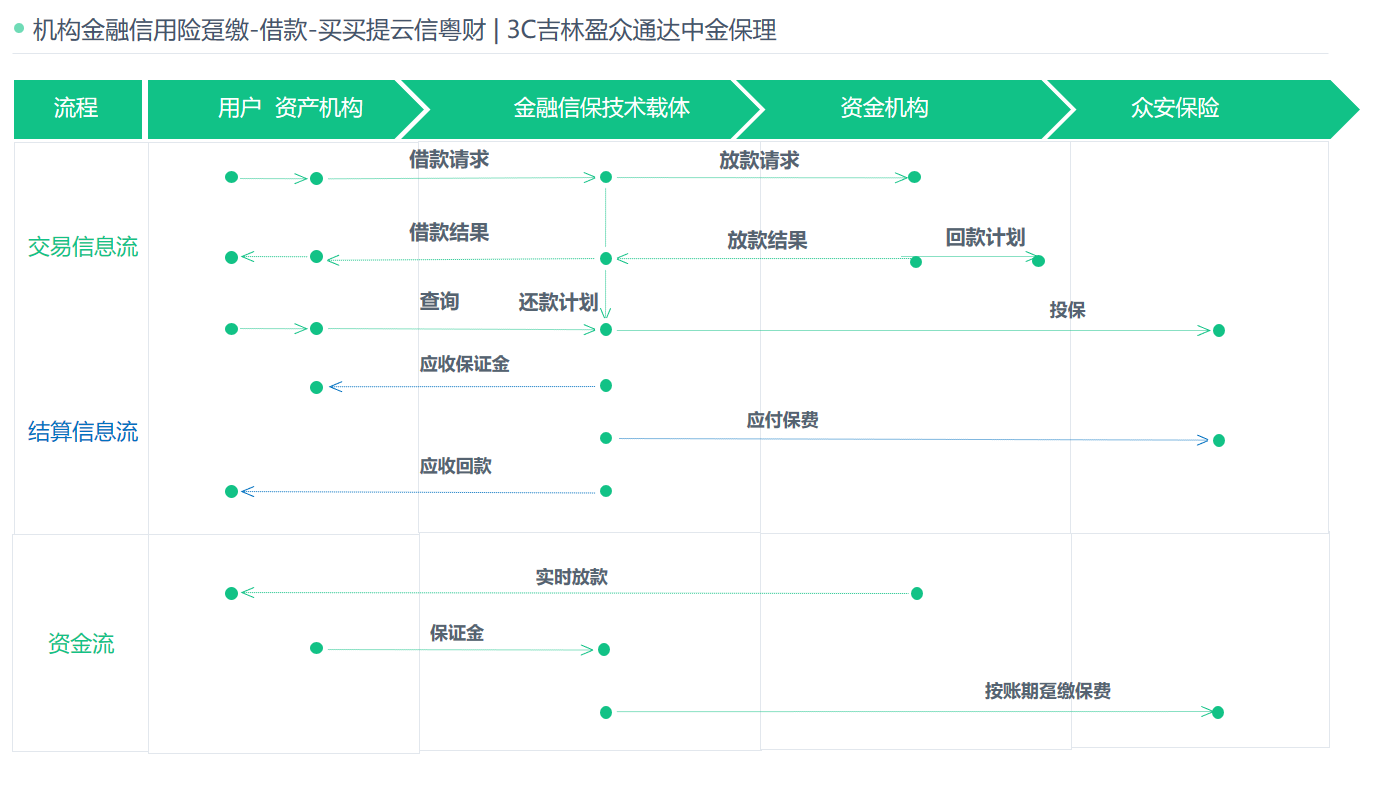 机构金融信用险趸缴-借款-买买提云信粤财 | 3C吉林盈众通达中金保理
流程
用户 资产机构
金融信保技术载体
资金机构
众安保险
借款请求
放款请求
交易信息流
借款结果
放款结果
回款计划
查询
还款计划
投保
应收保证金
结算信息流
应付保费
应收回款
实时放款
资金流
保证金
按账期趸缴保费